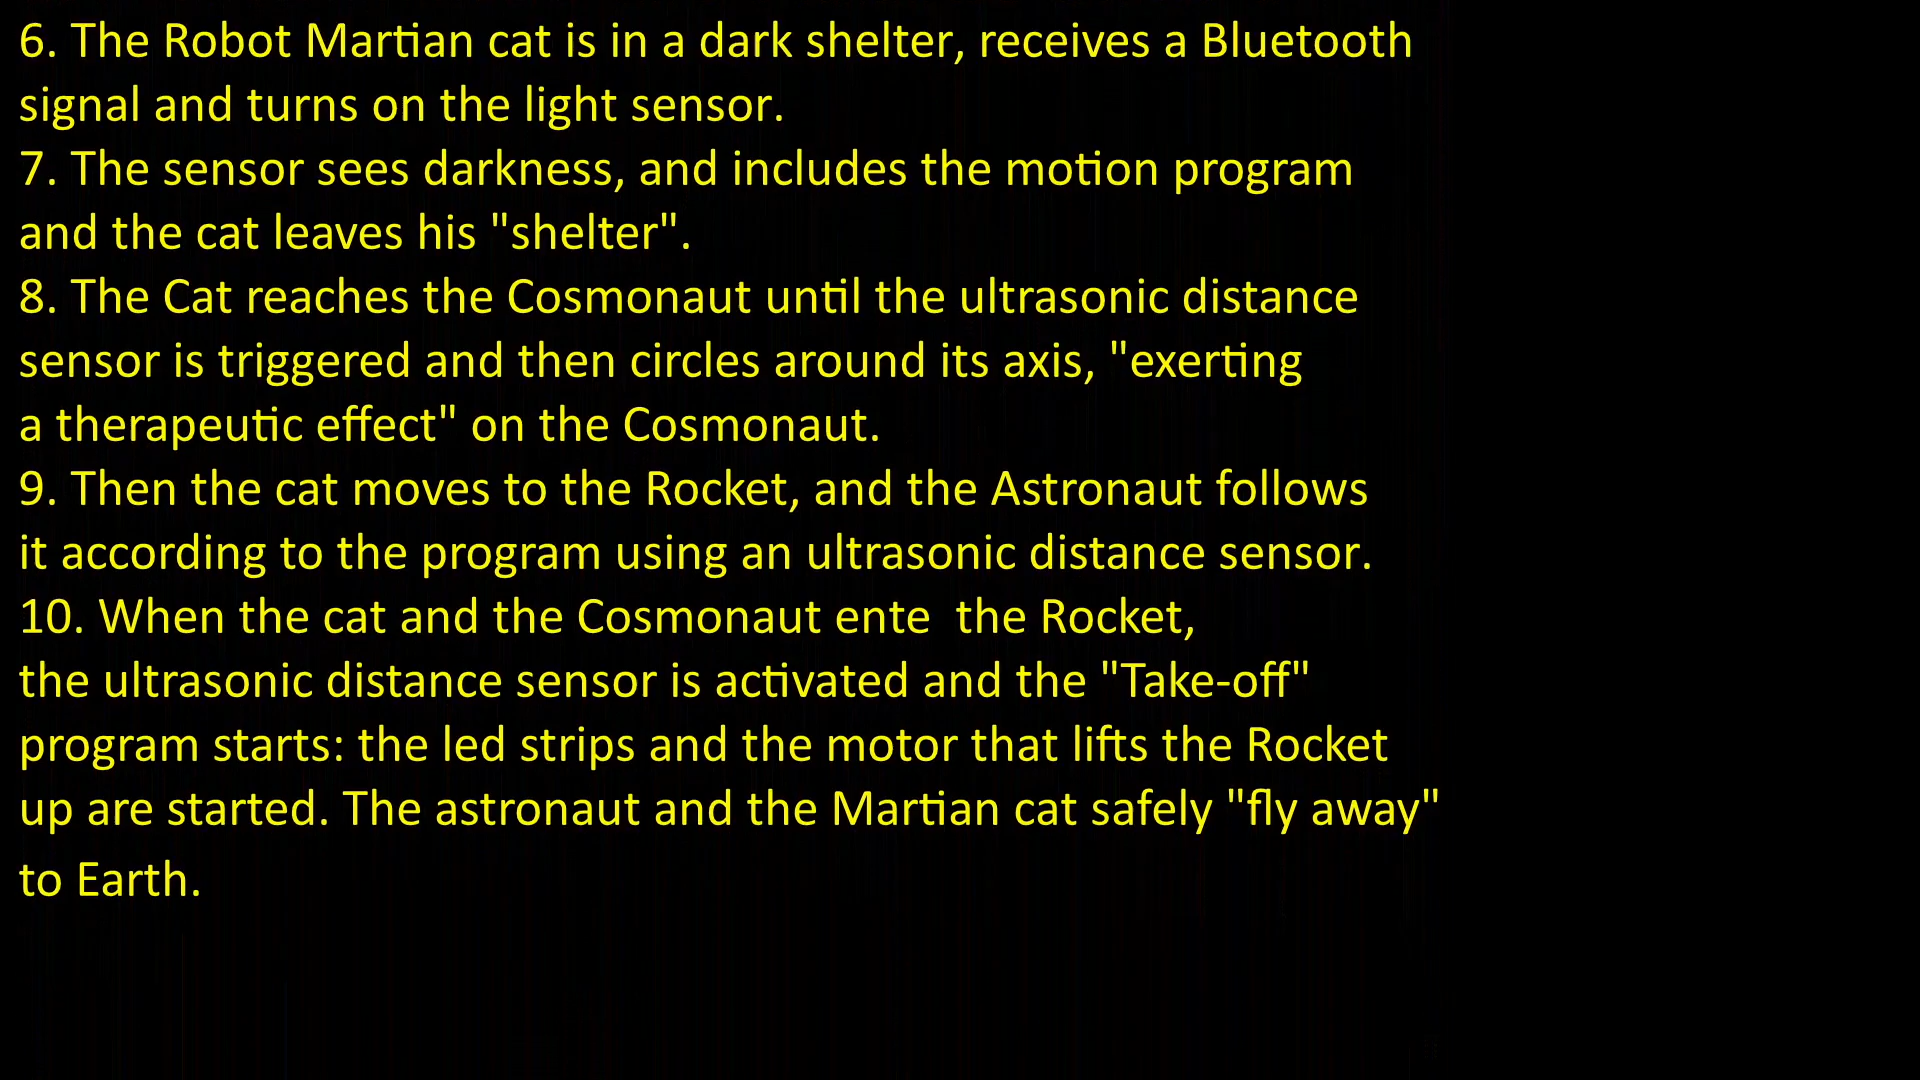 6. The Robot Martian cat is in a dark shelter, receives a Bluetooth
signal and turns on the light sensor.
7. The sensor sees darkness, and includes the motion program
and the cat leaves his "shelter".
8. The Cat reaches the Cosmonaut until the ultrasonic distance
sensor is triggered and then circles around its axis, "exerting
a therapeutic effect" on the Cosmonaut.
9. Then the cat moves to the Rocket, and the Astronaut follows
it according to the program using an ultrasonic distance sensor.
10. When the cat and the Cosmonaut ente  the Rocket,
the ultrasonic distance sensor is activated and the "Take-off"
program starts: the led strips and the motor that lifts the Rocket
up are started. The astronaut and the Martian cat safely "fly away"
to Earth.